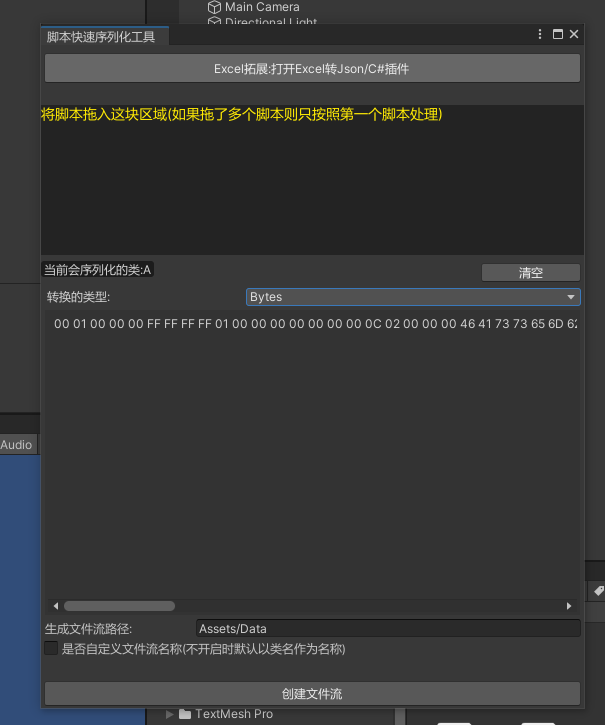 Main Camera
Directional Light
脚本快速序列化工具
Excel拓展:打开Excel转Json/C#插件
将脚本拖入这块区域(如果拖了多个脚本则只按照第一个脚本处理)
当前会序列化的类:A
清空
转换的类型:
Bytes
00 01 00 00 00 FF FF FF FF 01 00 00 00 00 00 00 00 0C 02 00 00 00 46 41 73 73 65 6D 62
Audio
生成文件流路径:
Assets/Data
是否自定义文件流名称(不开启时默认以类名作为名称)
创建文件流
TextMesh Pro